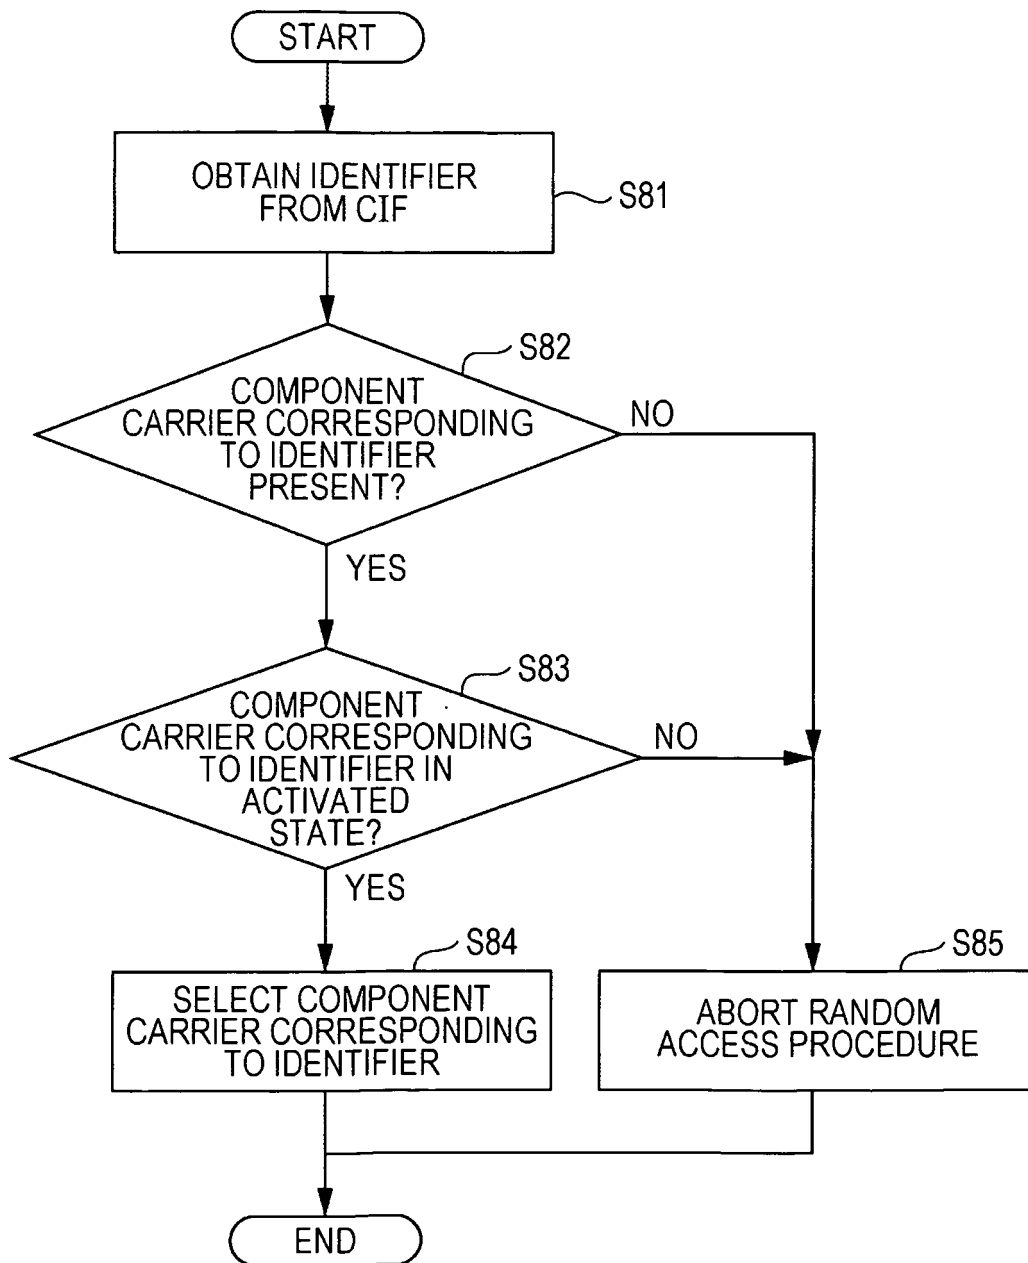 START
OBTAIN IDENTIFIER
FROM CIF
S81
S82
COMPONENT
CARRIER CORRESPONDING
TO IDENTIFIER
PRESENT?
NO
YES
S83
COMPONENT
CARRIER CORRESPONDING
TO IDENTIFIER IN
ACTIVATED
STATE?
NO
YES
S84
SELECT COMPONENT
CARRIER CORRESPONDING
TO IDENTIFIER
S85
ABORT RANDOM
ACCESS PROCEDURE
END